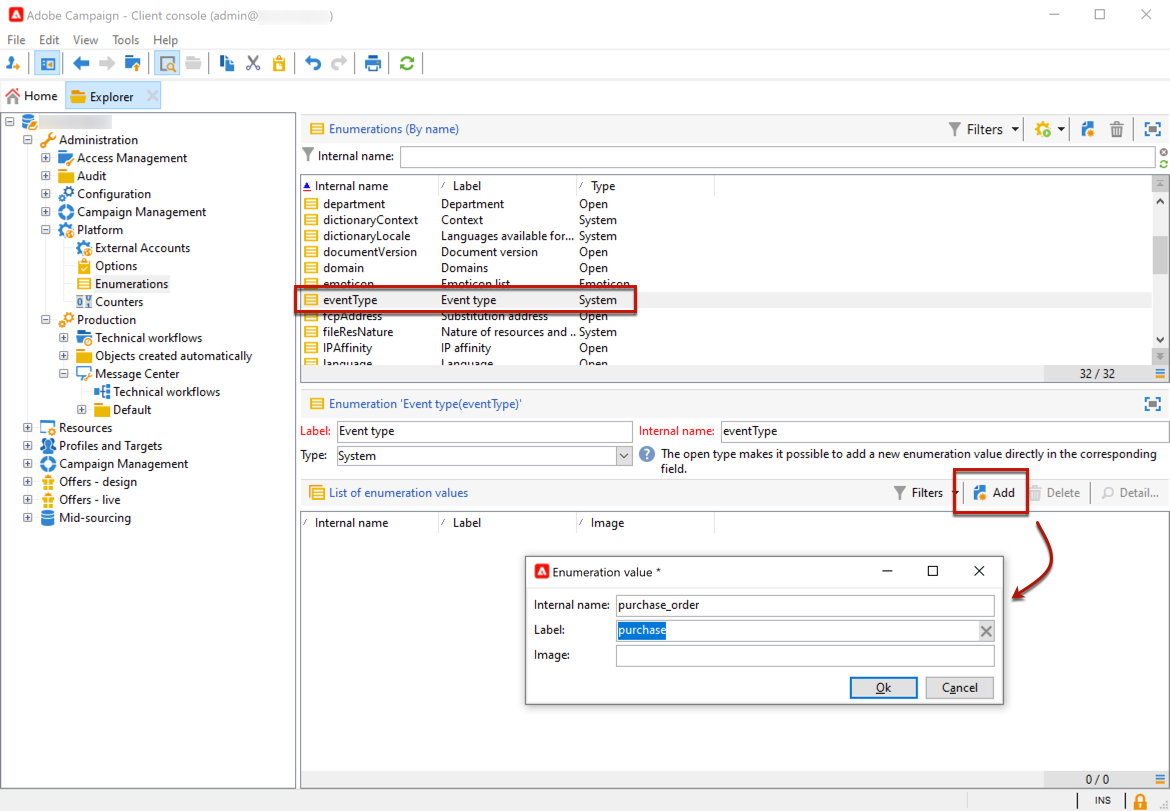 Adobe Campaign - Client console (admin@ )
File Edit View Tools Help
Home Explorer
Administration
Access Management
Audit
Configuration
Campaign Management
Platform
External Accounts
Options
Enumerations
Counters
Production
Technical workflows
Objects created automatically
Message Center
Technical workflows
Default
Resources
Profiles and Targets
Campaign Management
Offers - design
Offers - live
Mid-sourcing
Enumerations (By name) Filters
Internal name:
Internal name Label Type
department Department Open
dictionaryContext Context System
dictionaryLocale Languages available for... System
documentVersion Document version Open
domain Domains Open
emoticon Emoticon list Emoticon
eventType Event type System
fcpAddress Substitution address Open
fileResNature Nature of resources and .. System
IPAffinity IP affinity Open
language Language Open
32 / 32
Enumeration 'Event type(eventType)'
Label: Event type Internal name: eventType
Type: System The open type makes it possible to add a new enumeration value directly in the corresponding
field.
List of enumeration values Filters Add Delete Detail...
Internal name Label Image
Enumeration value *
Internal name: purchase_order
Label: purchase
Image:
Ok Cancel
0 / 0
INS